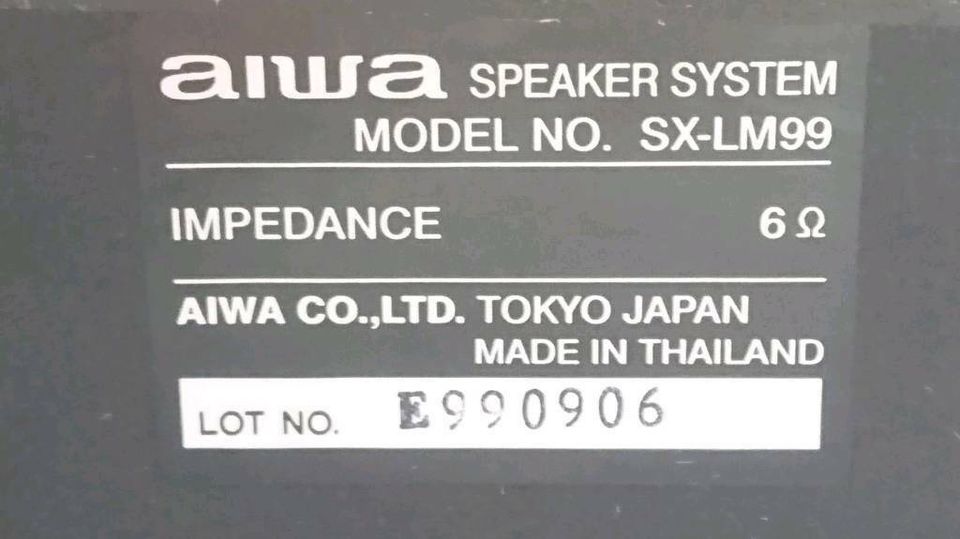 aiwa SPEAKER SYSTEM
MODEL NO. SX-LM99
IMPEDANCE 6 Ω
AIWA CO.,LTD. TOKYO JAPAN
MADE IN THAILAND
LOT NO. E990906